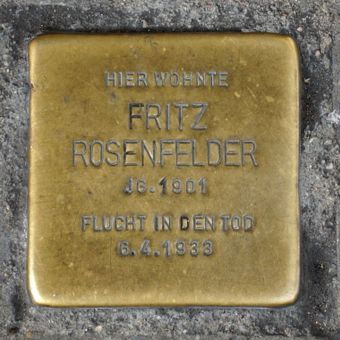 HIER WOHNTE
FRITZ
ROSENFELDER
JG. 1901
FLUCHT IN DEN TOD
6.4.1933